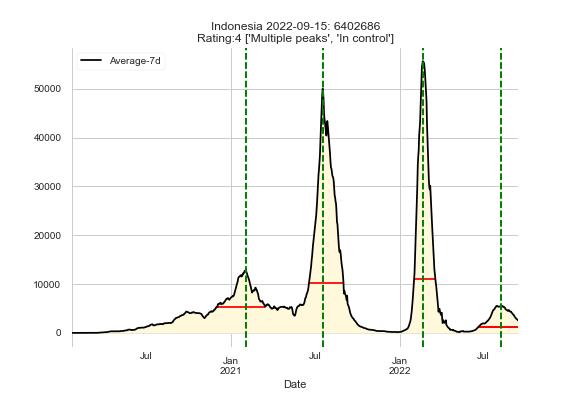 Indonesia 2022-09-15: 6402686
Rating:4 ['Multiple peaks', 'In control']
Average-7d
50000
40000
30000
20000
10000
0
Jul
Jan
2021
Jul
Jan
2022
Jul
Date